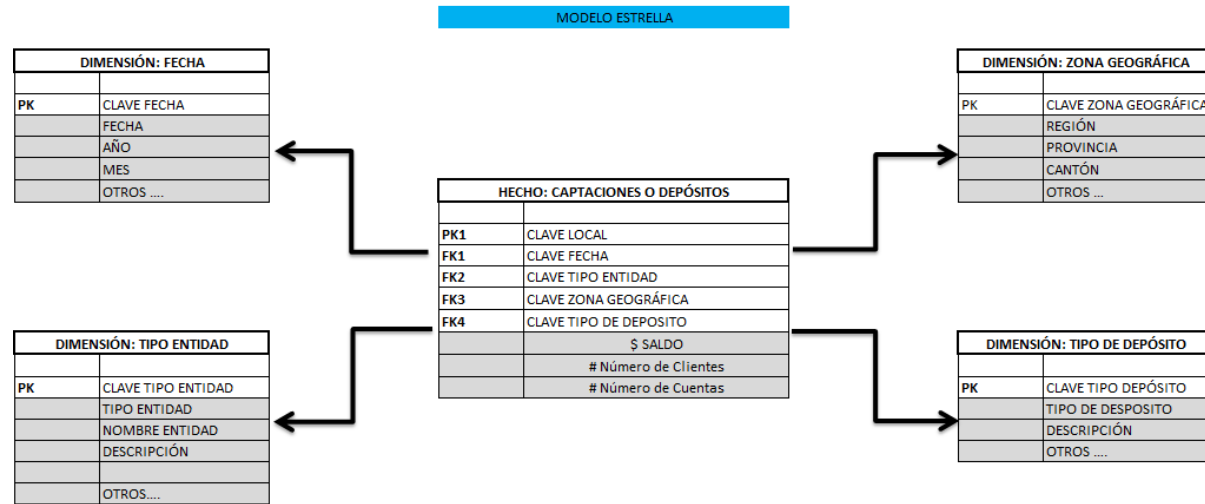 MODELO ESTRELLA
DIMENSIÓN: FECHA
PK CLAVE FECHA
FECHA
AÑO
MES
OTROS ....
DIMENSIÓN: ZONA GEOGRÁFICA
PK CLAVE ZONA GEOGRÁFICA
REGIÓN
PROVINCIA
CANTÓN
OTROS ...
HECHO: CAPTACIONES O DEPÓSITOS
PK1 CLAVE LOCAL
FK1 CLAVE FECHA
FK2 CLAVE TIPO ENTIDAD
FK3 CLAVE ZONA GEOGRÁFICA
FK4 CLAVE TIPO DE DEPOSITO
$ SALDO
# Número de Clientes
# Número de Cuentas
DIMENSIÓN: TIPO ENTIDAD
PK CLAVE TIPO ENTIDAD
TIPO ENTIDAD
NOMBRE ENTIDAD
DESCRIPCIÓN
OTROS....
DIMENSIÓN: TIPO DE DEPÓSITO
PK CLAVE TIPO DEPÓSITO
TIPO DE DESPOSITO
DESCRIPCIÓN
OTROS ....